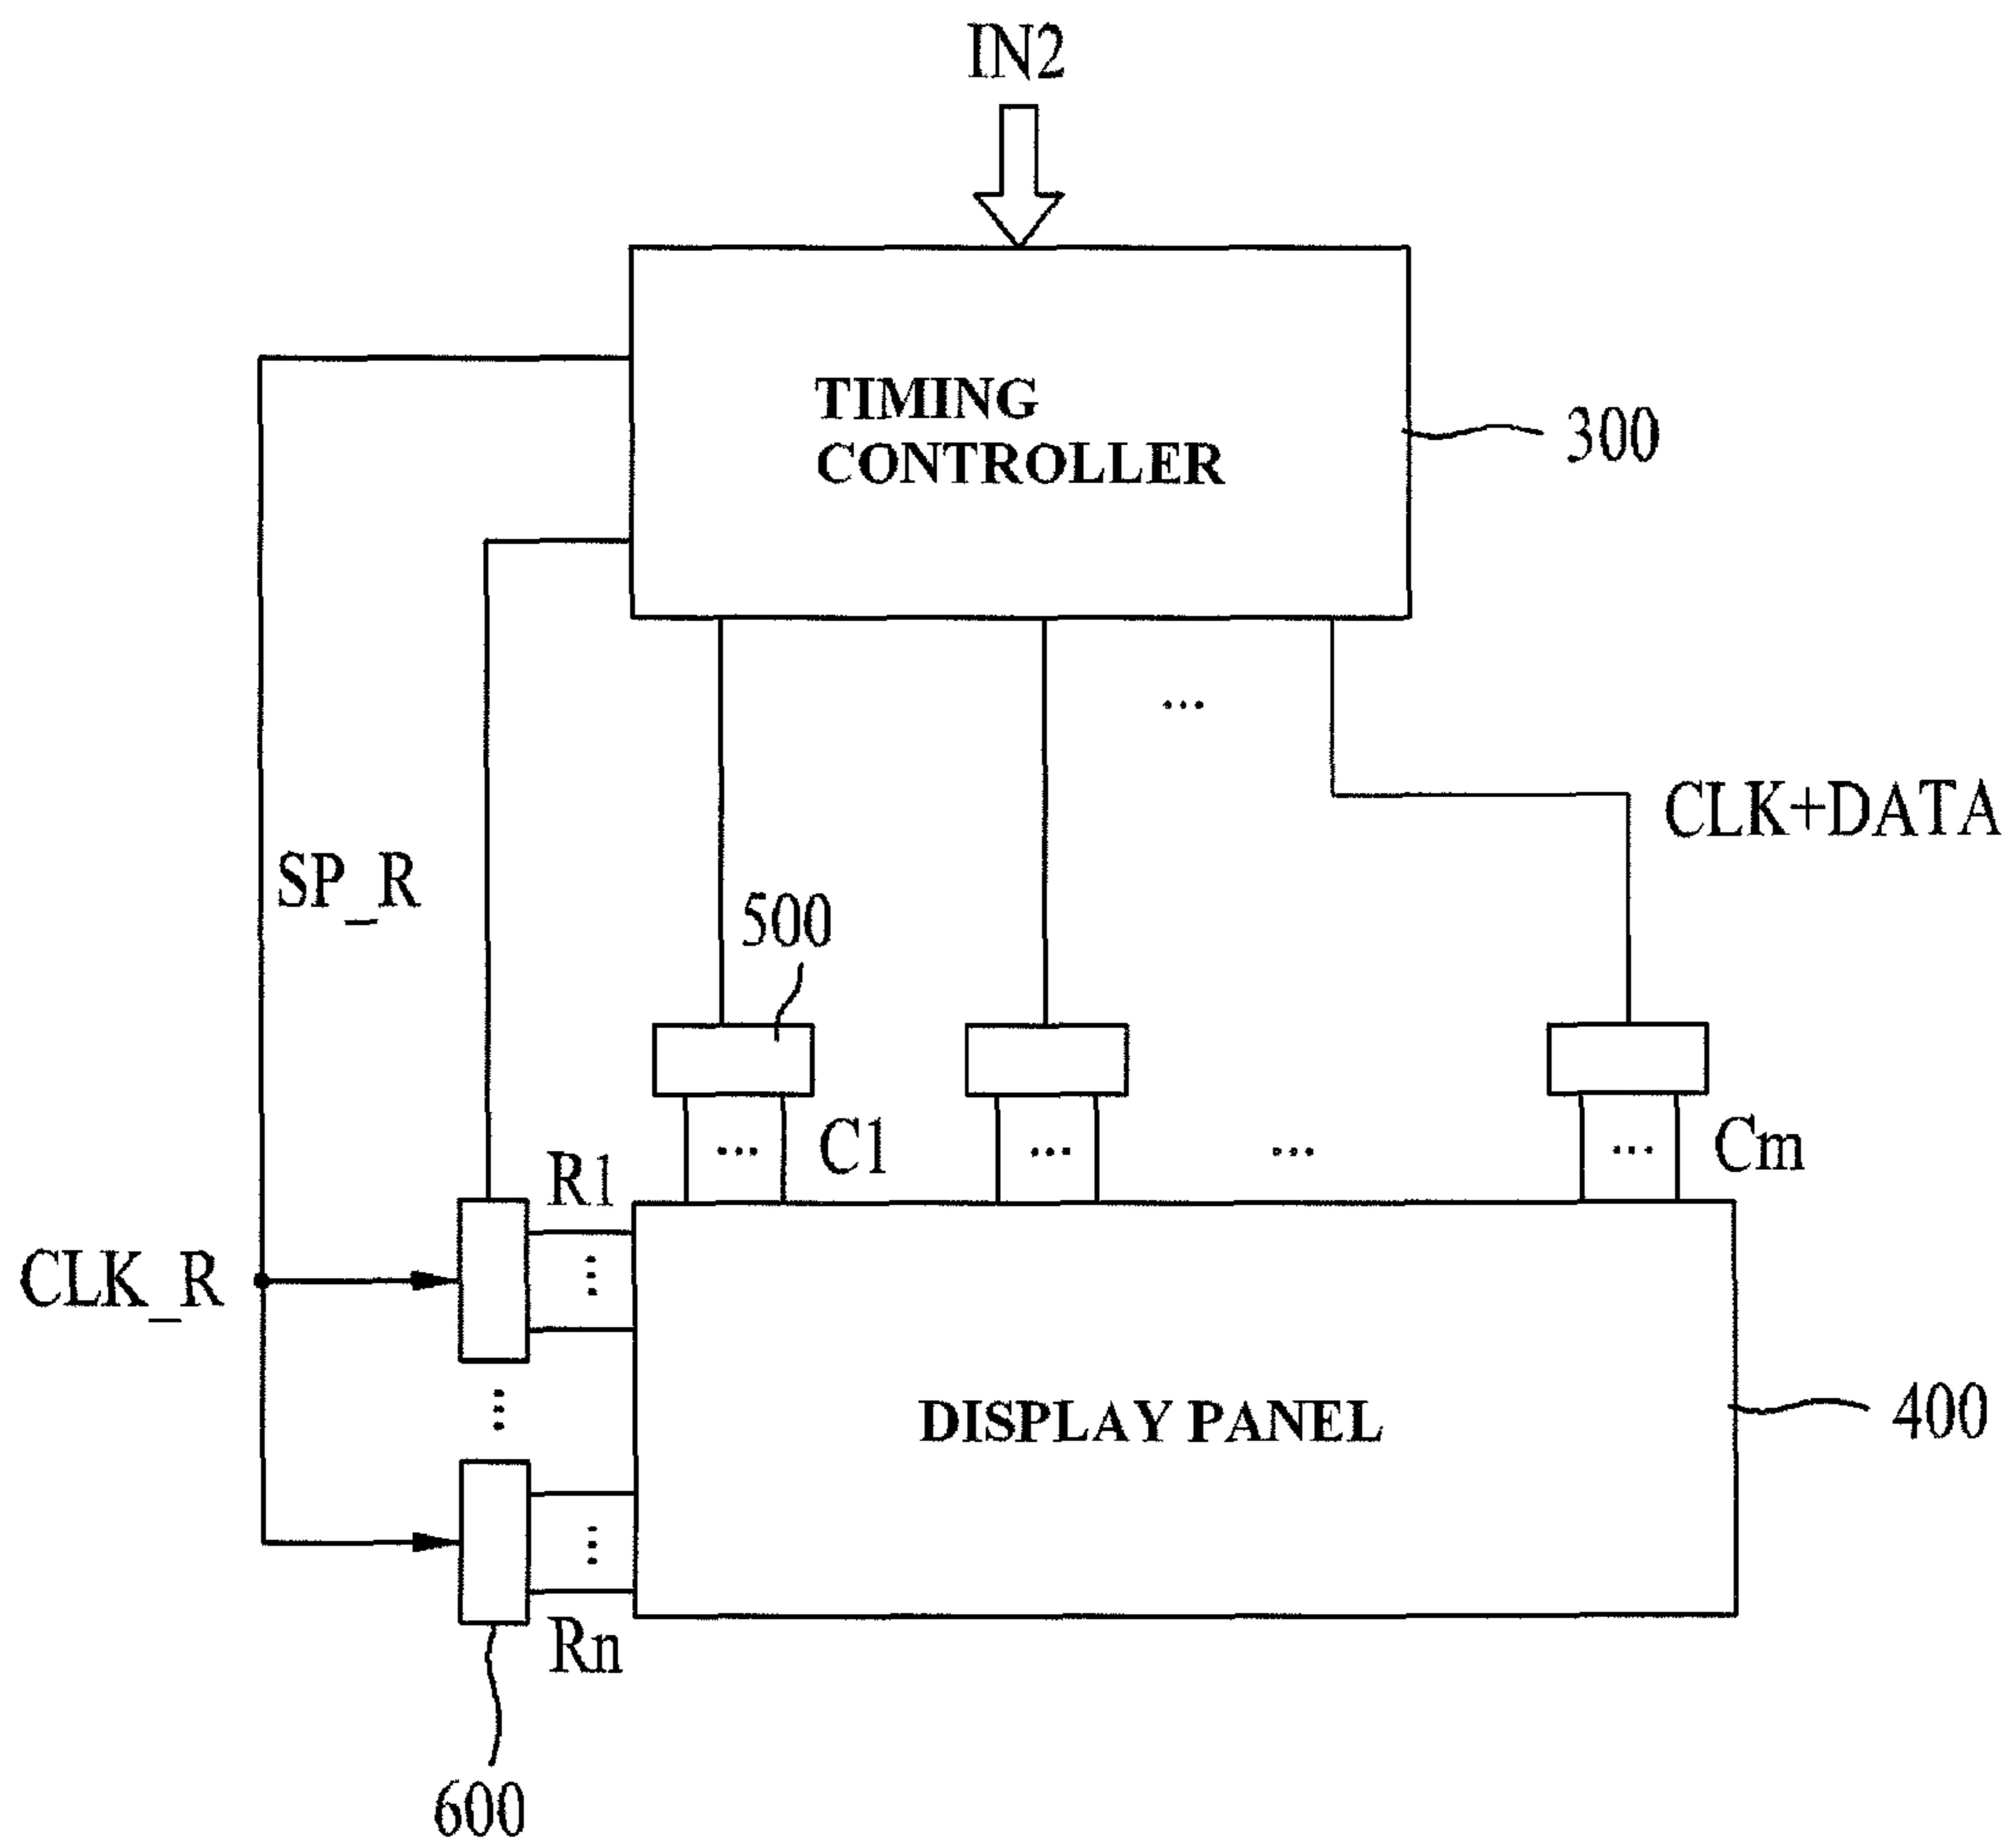 IN2
TIMING
CONTROLLER
300
...
CLK+DATA
SP_R
500
... C1 ... ... ... Cm
R1
CLK_R
...
...
DISPLAY PANEL
400
...
Rn
600